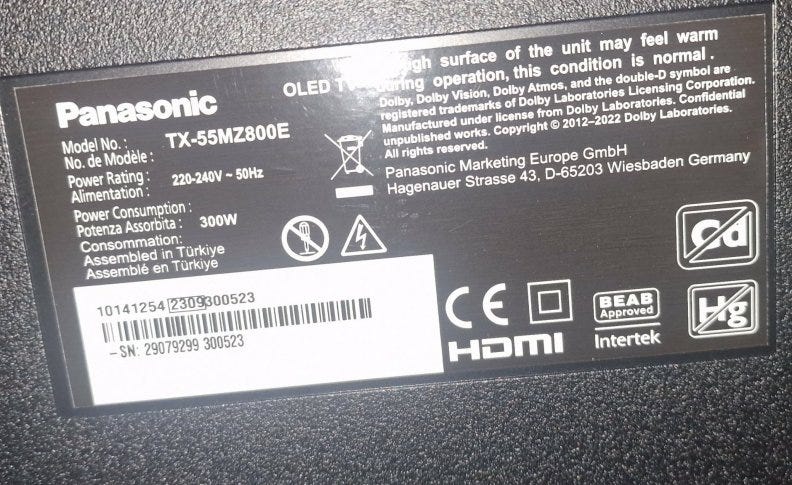 Panasonic
OLED TV
high surface of the unit may feel warm
during operation, this condition is normal.
Dolby, Dolby Vision, Dolby Atmos, and the double-D symbol are
registered trademarks of Dolby Laboratories Licensing Corporation.
Manufactured under license from Dolby Laboratories. Confidential
unpublished works. Copyright © 2012–2022 Dolby Laboratories.
All rights reserved.
Panasonic Marketing Europe GmbH
Hagenauer Strasse 43, D-65203 Wiesbaden Germany
Model No. :
No. de Modèle :
TX-55MZ800E
Power Rating :
Alimentation :
220-240V ~ 50Hz
Power Consumption :
Potenza Assorbita :
Consommation:
300W
Assembled in Türkiye
Assemblé en Türkiye
10141254 2309 300523
–SN: 29079299 300523
CE
HDMI
BEAB
Approved
Intertek
Cd
Hg